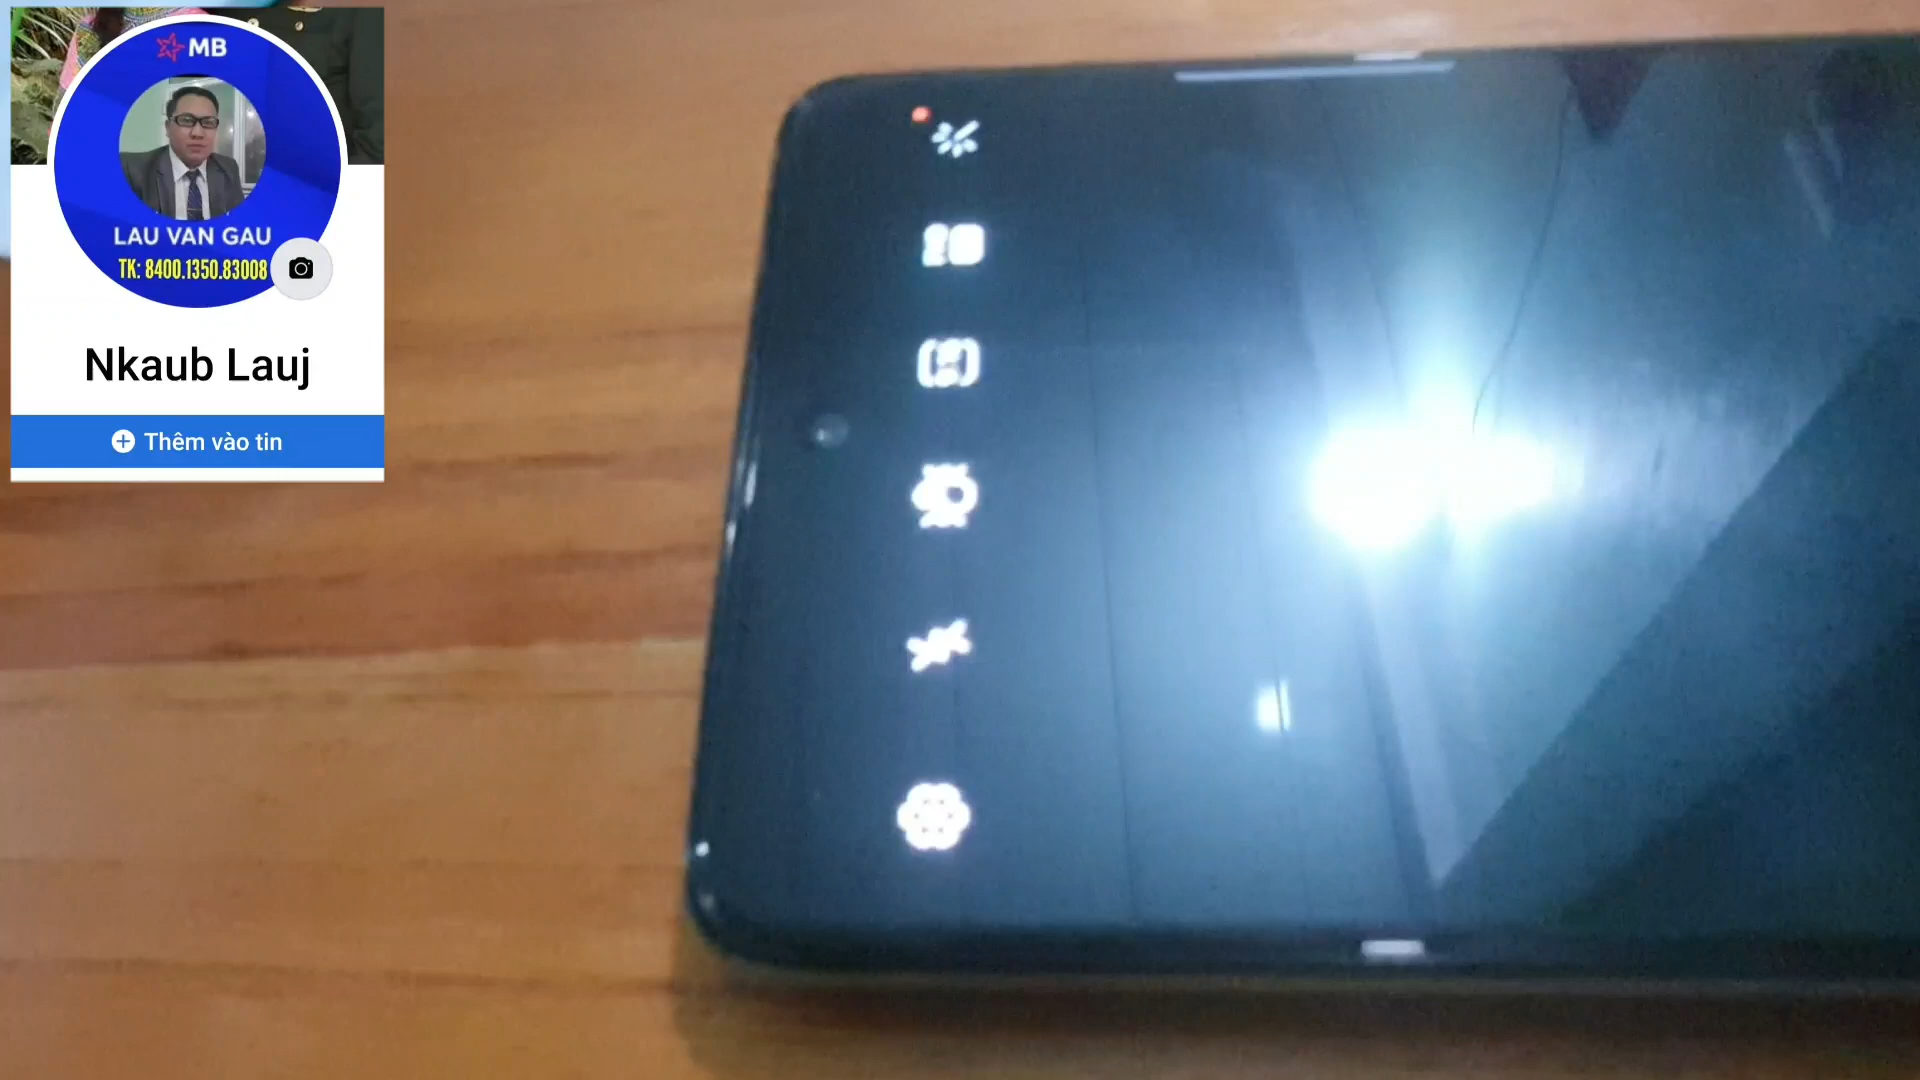 MB
LAU VAN GAU
TK: 8400.1350.83008
Nkaub Lauj
Thêm vào tin